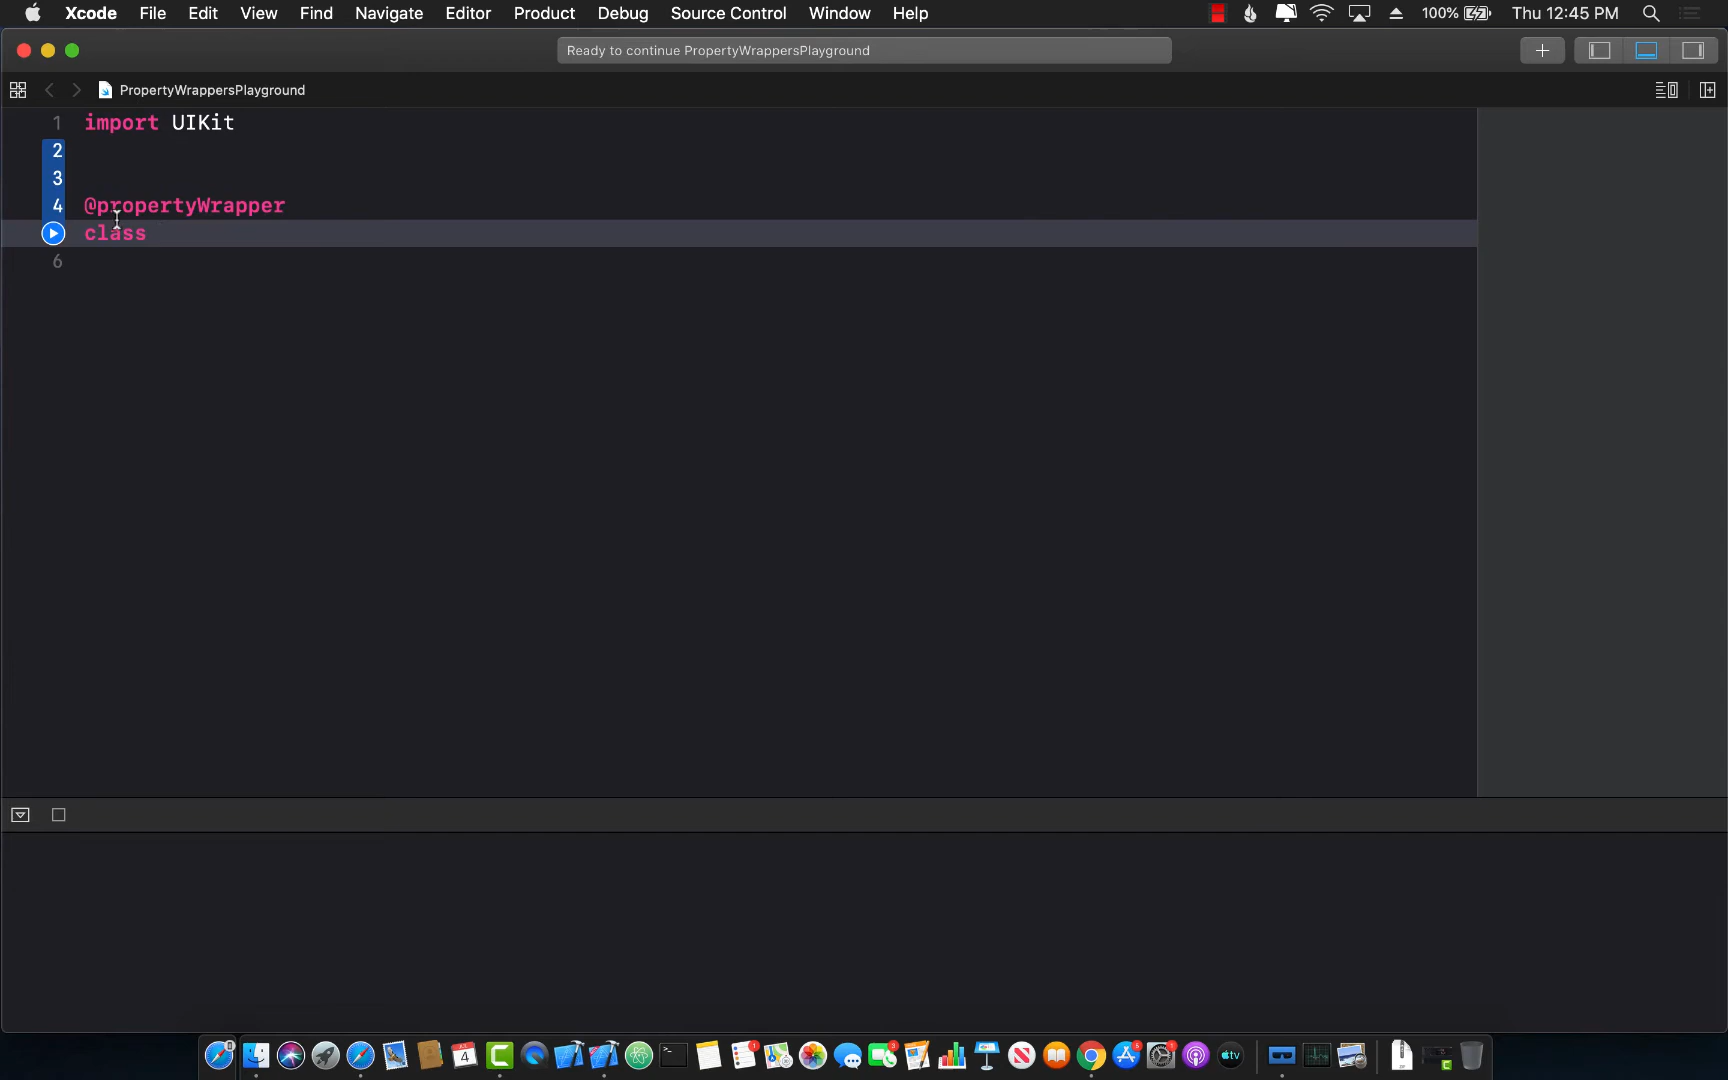 Xcode File Edit View Find Navigate Editor Product Debug Source Control Window Help 100% Thu 12:45 PM
Ready to continue PropertyWrappersPlayground
PropertyWrappersPlayground
1 import UIKit
2
3
4 @propertyWrapper
class
6